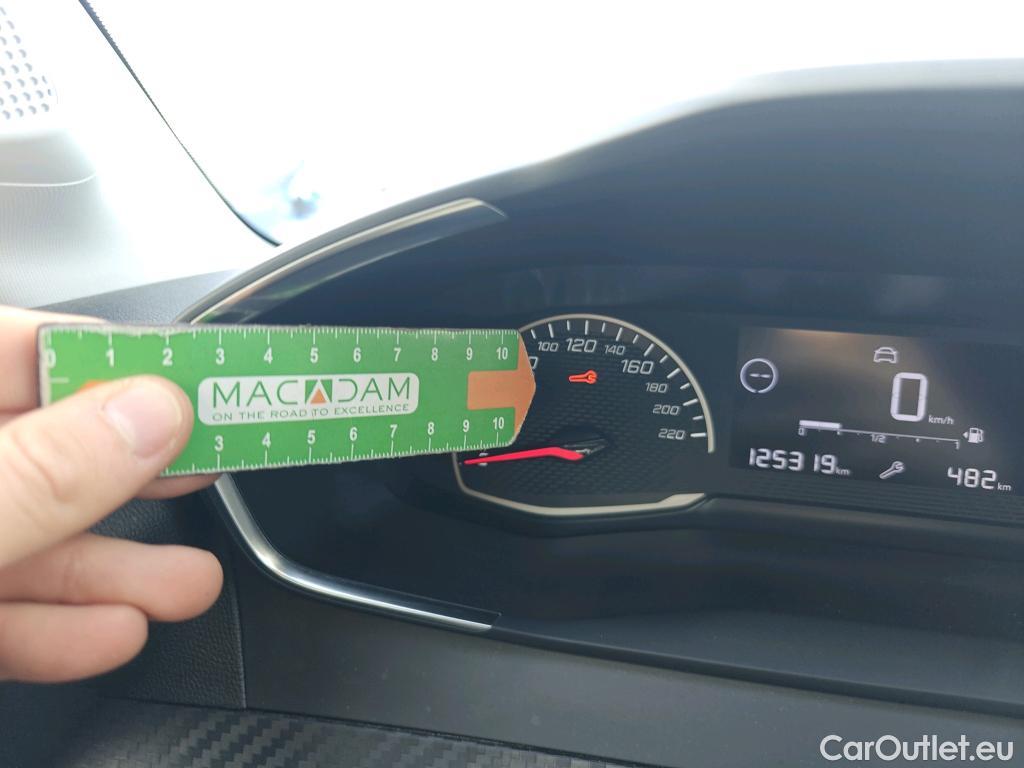 0 1 2 3 4 5 6 7 8 9 10
MACADAM
ON THE ROAD TO EXCELLENCE
3 4 5 6 7 8 9 10
100 120 140 160 180 200 220
0 km/h
1/2 1
125319 km 482 km
CarOutlet.eu